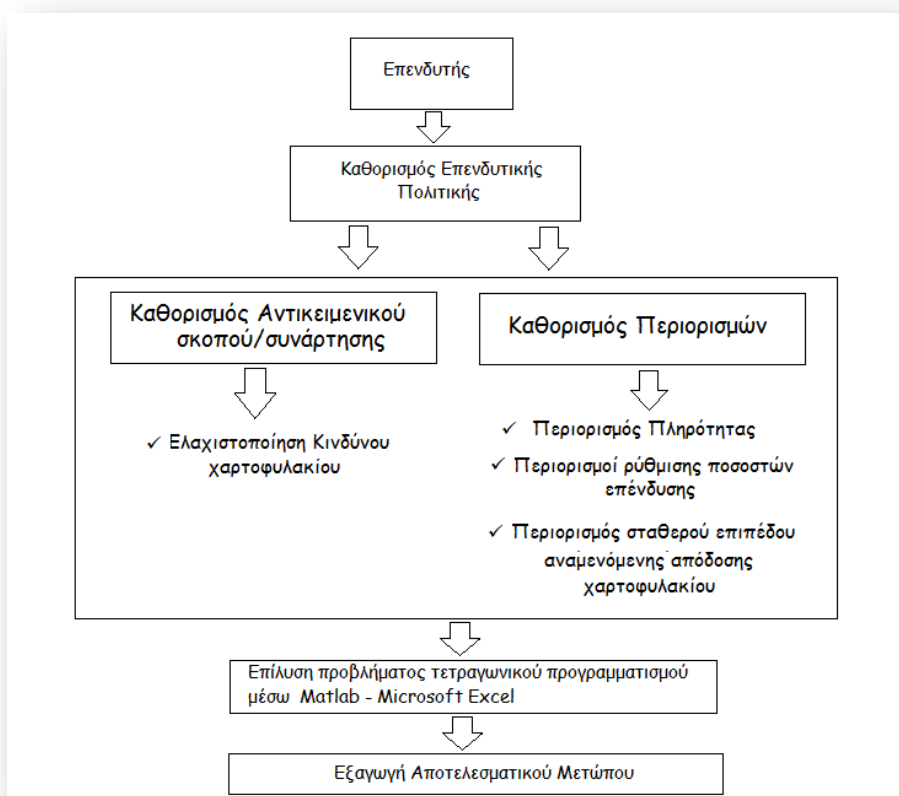 Επενδυτής
Καθορισμός Επενδυτικής
Πολιτικής
Καθορισμός Αντικειμενικού
σκοπού/συνάρτησης
✓ Ελαχιστοποίηση Κινδύνου
χαρτοφυλακίου
Καθορισμός Περιορισμών
✓ Περιορισμός Πληρότητας
✓ Περιορισμοί ρύθμισης ποσοστών
επένδυσης
✓ Περιορισμός σταθερού επιπέδου
αναμενόμενης απόδοσης
χαρτοφυλακίου
Επίλυση προβλήματος τετραγωνικού προγραμματισμού
μέσω Matlab - Microsoft Excel
Εξαγωγή Αποτελεσματικού Μετώπου